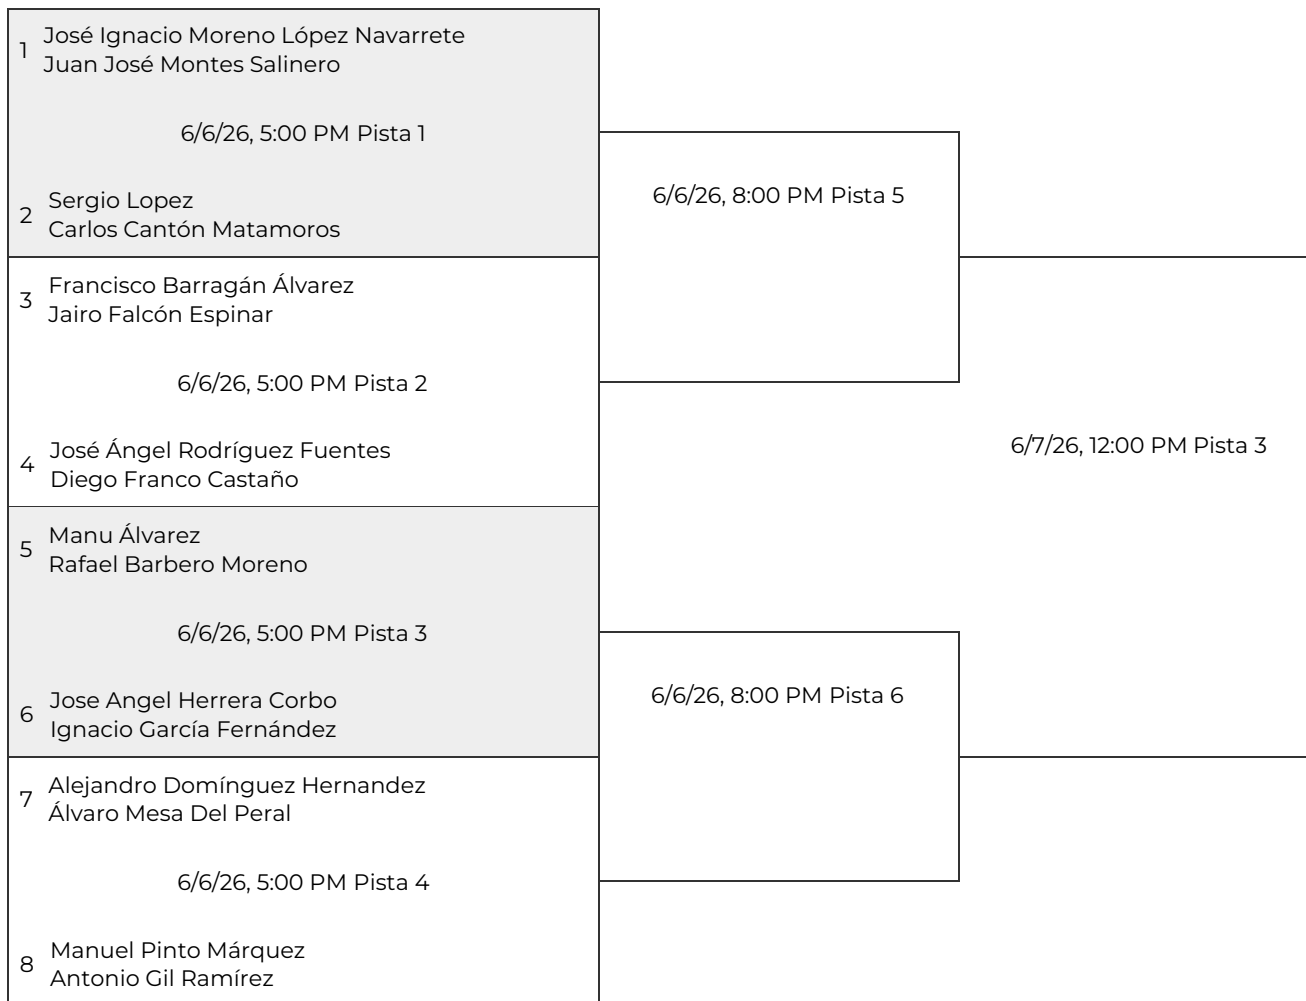 1 José Ignacio Moreno López Navarrete
Juan José Montes Salinero
6/6/26, 5:00 PM Pista 1
2 Sergio Lopez
Carlos Cantón Matamoros
6/6/26, 8:00 PM Pista 5
3 Francisco Barragán Álvarez
Jairo Falcón Espinar
6/6/26, 5:00 PM Pista 2
4 José Ángel Rodríguez Fuentes
Diego Franco Castaño
6/7/26, 12:00 PM Pista 3
5 Manu Álvarez
Rafael Barbero Moreno
6/6/26, 5:00 PM Pista 3
6 Jose Angel Herrera Corbo
Ignacio García Fernández
6/6/26, 8:00 PM Pista 6
7 Alejandro Domínguez Hernandez
Álvaro Mesa Del Peral
6/6/26, 5:00 PM Pista 4
8 Manuel Pinto Márquez
Antonio Gil Ramírez